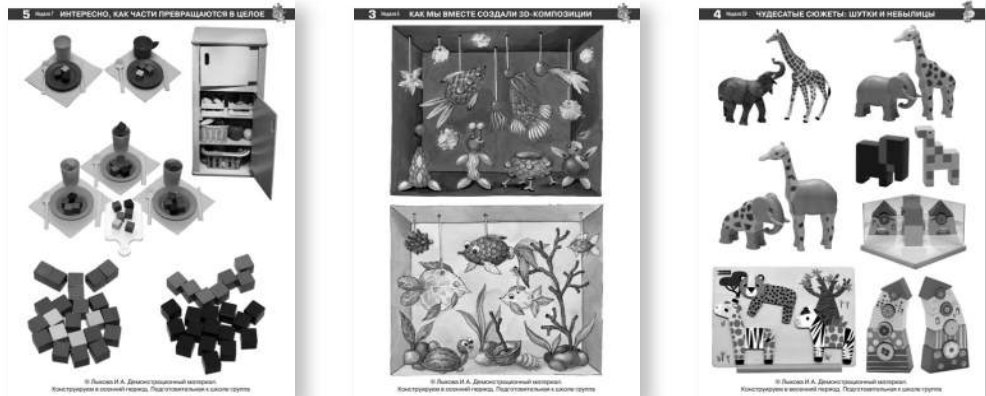 5 Неделя 7 ИНТЕРЕСНО, КАК ЧАСТИ ПРЕВРАЩАЮТСЯ В ЦЕЛОЕ
© Лыкова И.А. Демонстрационный материал.
Конструируем в осенний период. Подготовительная к школе группа
3 КАК МЫ ВМЕСТЕ СОЗДАЛИ 3D-КОМПОЗИЦИИ
© Лыкова И.А. Демонстрационный материал.
Конструируем в осенний период. Подготовительная к школе группа
4 ЧУДЕСАТЫЕ СЮЖЕТЫ: ШУТКИ И НЕБЫЛИЦЫ
© Лыкова И.А. Демонстрационный материал.
Конструируем в весенний период. Подготовительная к школе группа